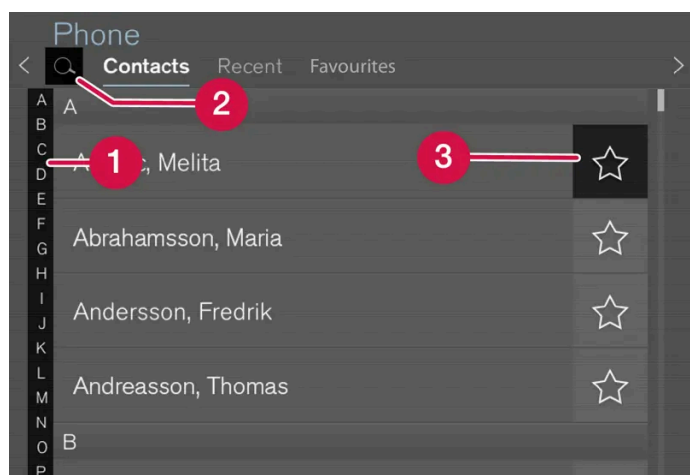 Phone
Contacts Recent Favourites
2
A
A
B
C
D
E
F
G
H
I
J
K
L
M
N
O
P
1
Melita
3
Abrahamsson, Maria
Andersson, Fredrik
Andreasson, Thomas
B